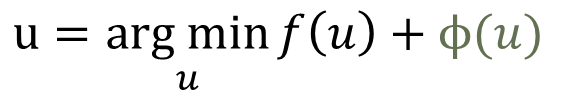 u = arg min f(u) + ϕ(u)
u